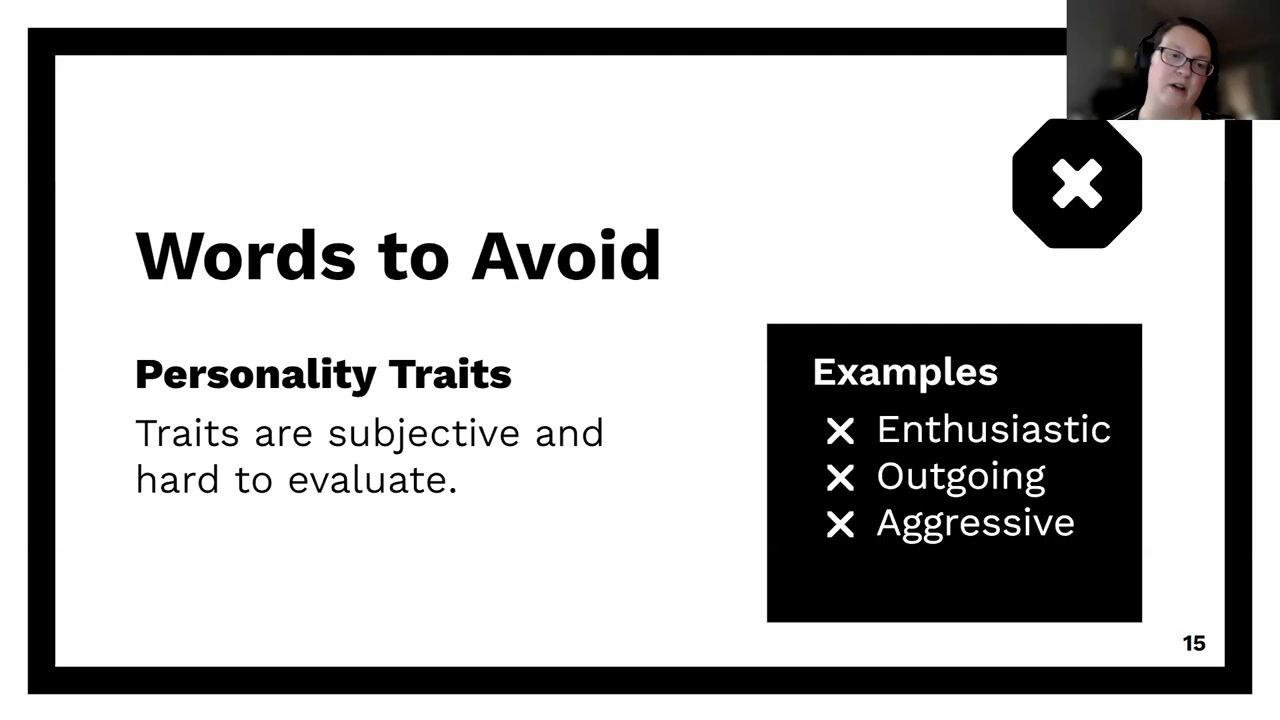 Words to Avoid
Personality Traits
Traits are subjective and
hard to evaluate.
Examples
Enthusiastic
Outgoing
Aggressive
15